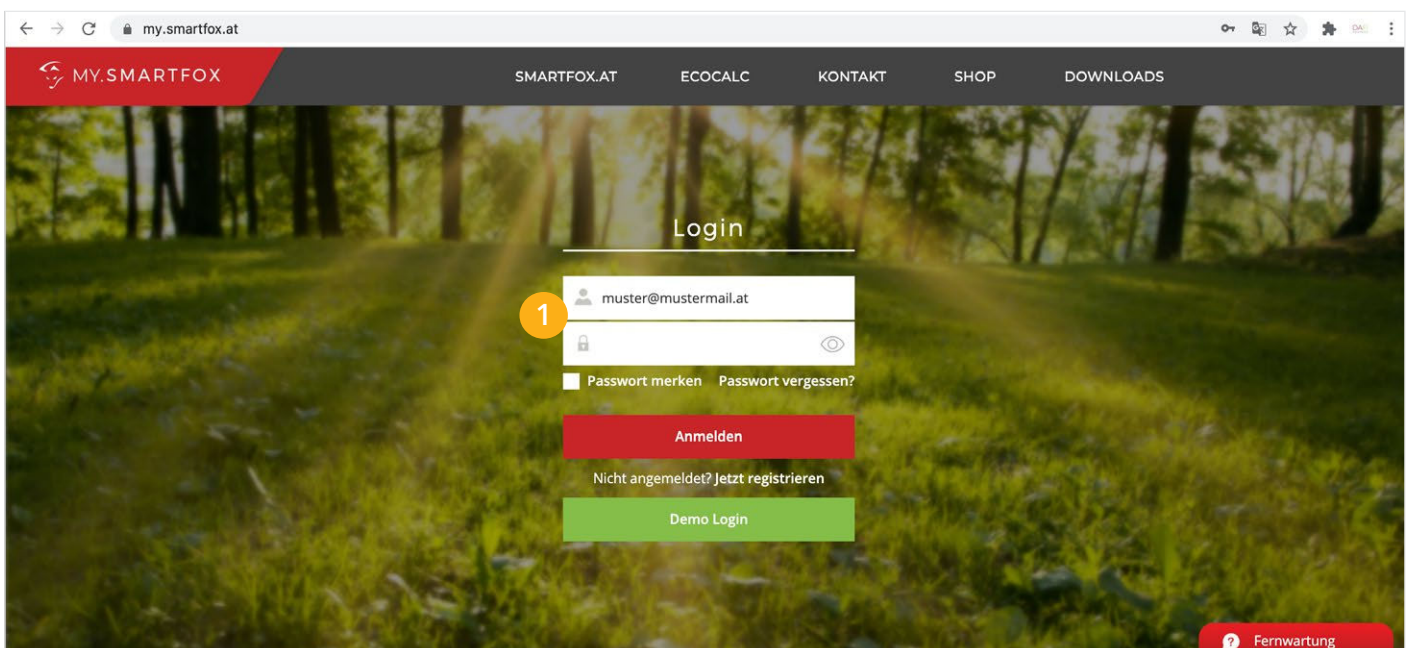 my.smartfox.at
MY.SMARTFOX
SMARTFOX.AT ECOCALC KONTAKT SHOP DOWNLOADS
Login
1
muster@mustermail.at
Passwort merken Passwort vergessen?
Anmelden
Nicht angemeldet? Jetzt registrieren
Demo Login
? Fernwartung